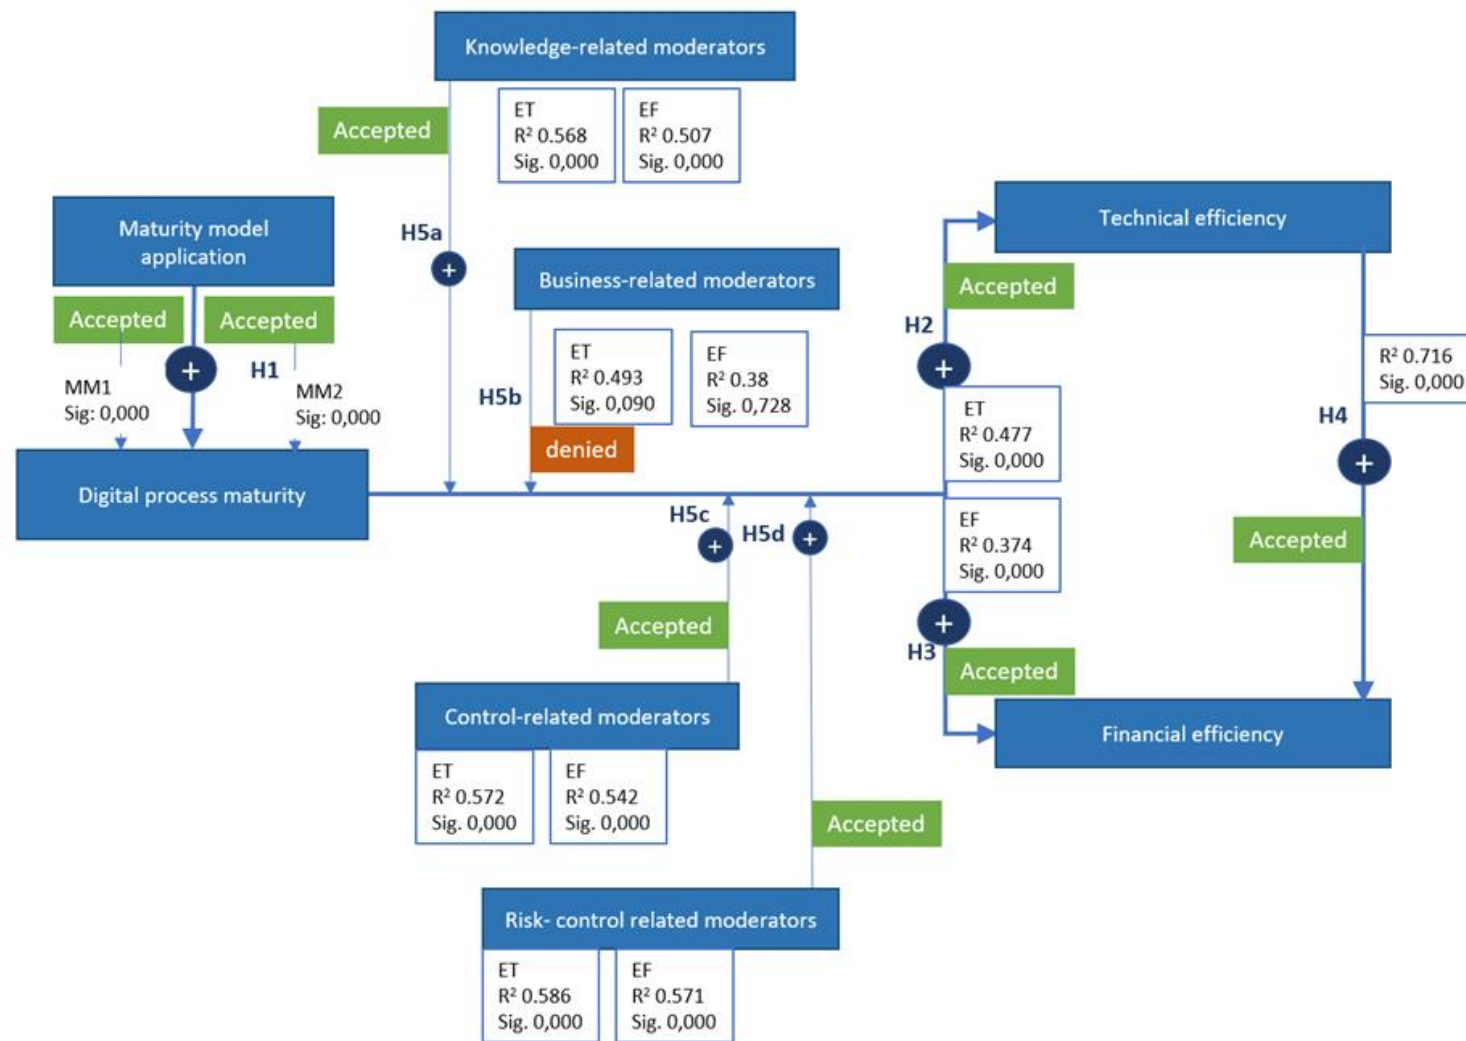 Knowledge-related moderators
Accepted
ET
R² 0.568
Sig. 0,000
EF
R² 0.507
Sig. 0,000
Maturity model
application
H5a
+
Technical efficiency
Business-related moderators
Accepted
Accepted
Accepted
+
H1
MM1
Sig: 0,000
MM2
Sig: 0,000
H5b
ET
R² 0.493
Sig. 0,090
EF
R² 0.38
Sig. 0,728
denied
H2
+
R² 0.716
Sig. 0,000
ET
R² 0.477
Sig. 0,000
H4
+
Digital process maturity
H5c
+
H5d
+
EF
R² 0.374
Sig. 0,000
Accepted
Accepted
+
H3
Accepted
Control-related moderators
ET
R² 0.572
Sig. 0,000
EF
R² 0.542
Sig. 0,000
Financial efficiency
Accepted
Risk- control related moderators
ET
R² 0.586
Sig. 0,000
EF
R² 0.571
Sig. 0,000